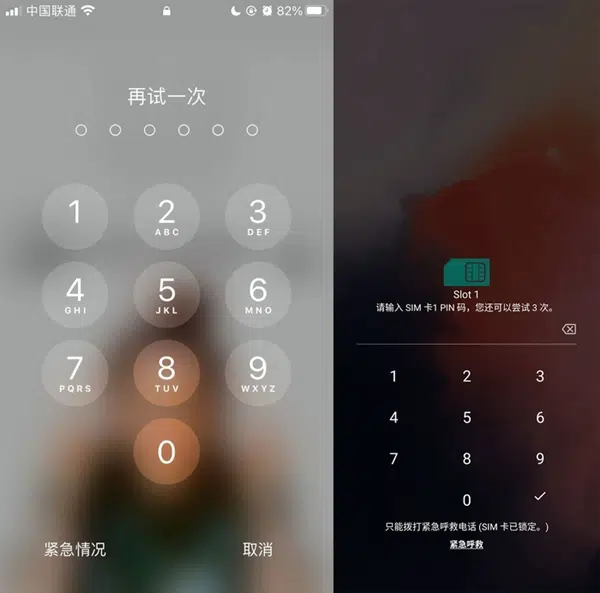 中国联通
82%
再试一次
1
2
ABC
3
DEF
4
GHI
5
JKL
6
MNO
7
PQRS
8
TUV
9
WXYZ
0
紧急情况
取消
Slot 1
请输入 SIM 卡1 PIN 码，您还可以尝试 3 次。
1 2 3
4 5 6
7 8 9
0
只能拨打紧急呼救电话 (SIM 卡已锁定。)
紧急呼救